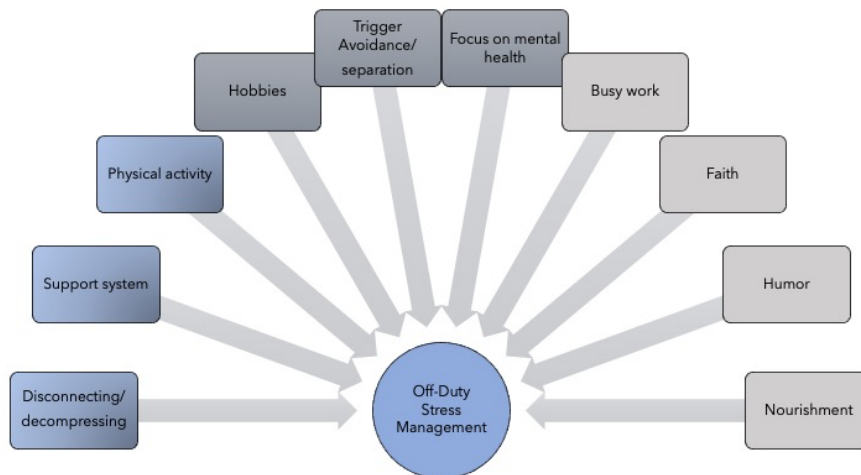 Trigger
Avoidance/
separation
Focus on mental
health
Hobbies
Busy work
Physical activity
Faith
Support system
Humor
Disconnecting/
decompressing
Off-Duty
Stress
Management
Nourishment